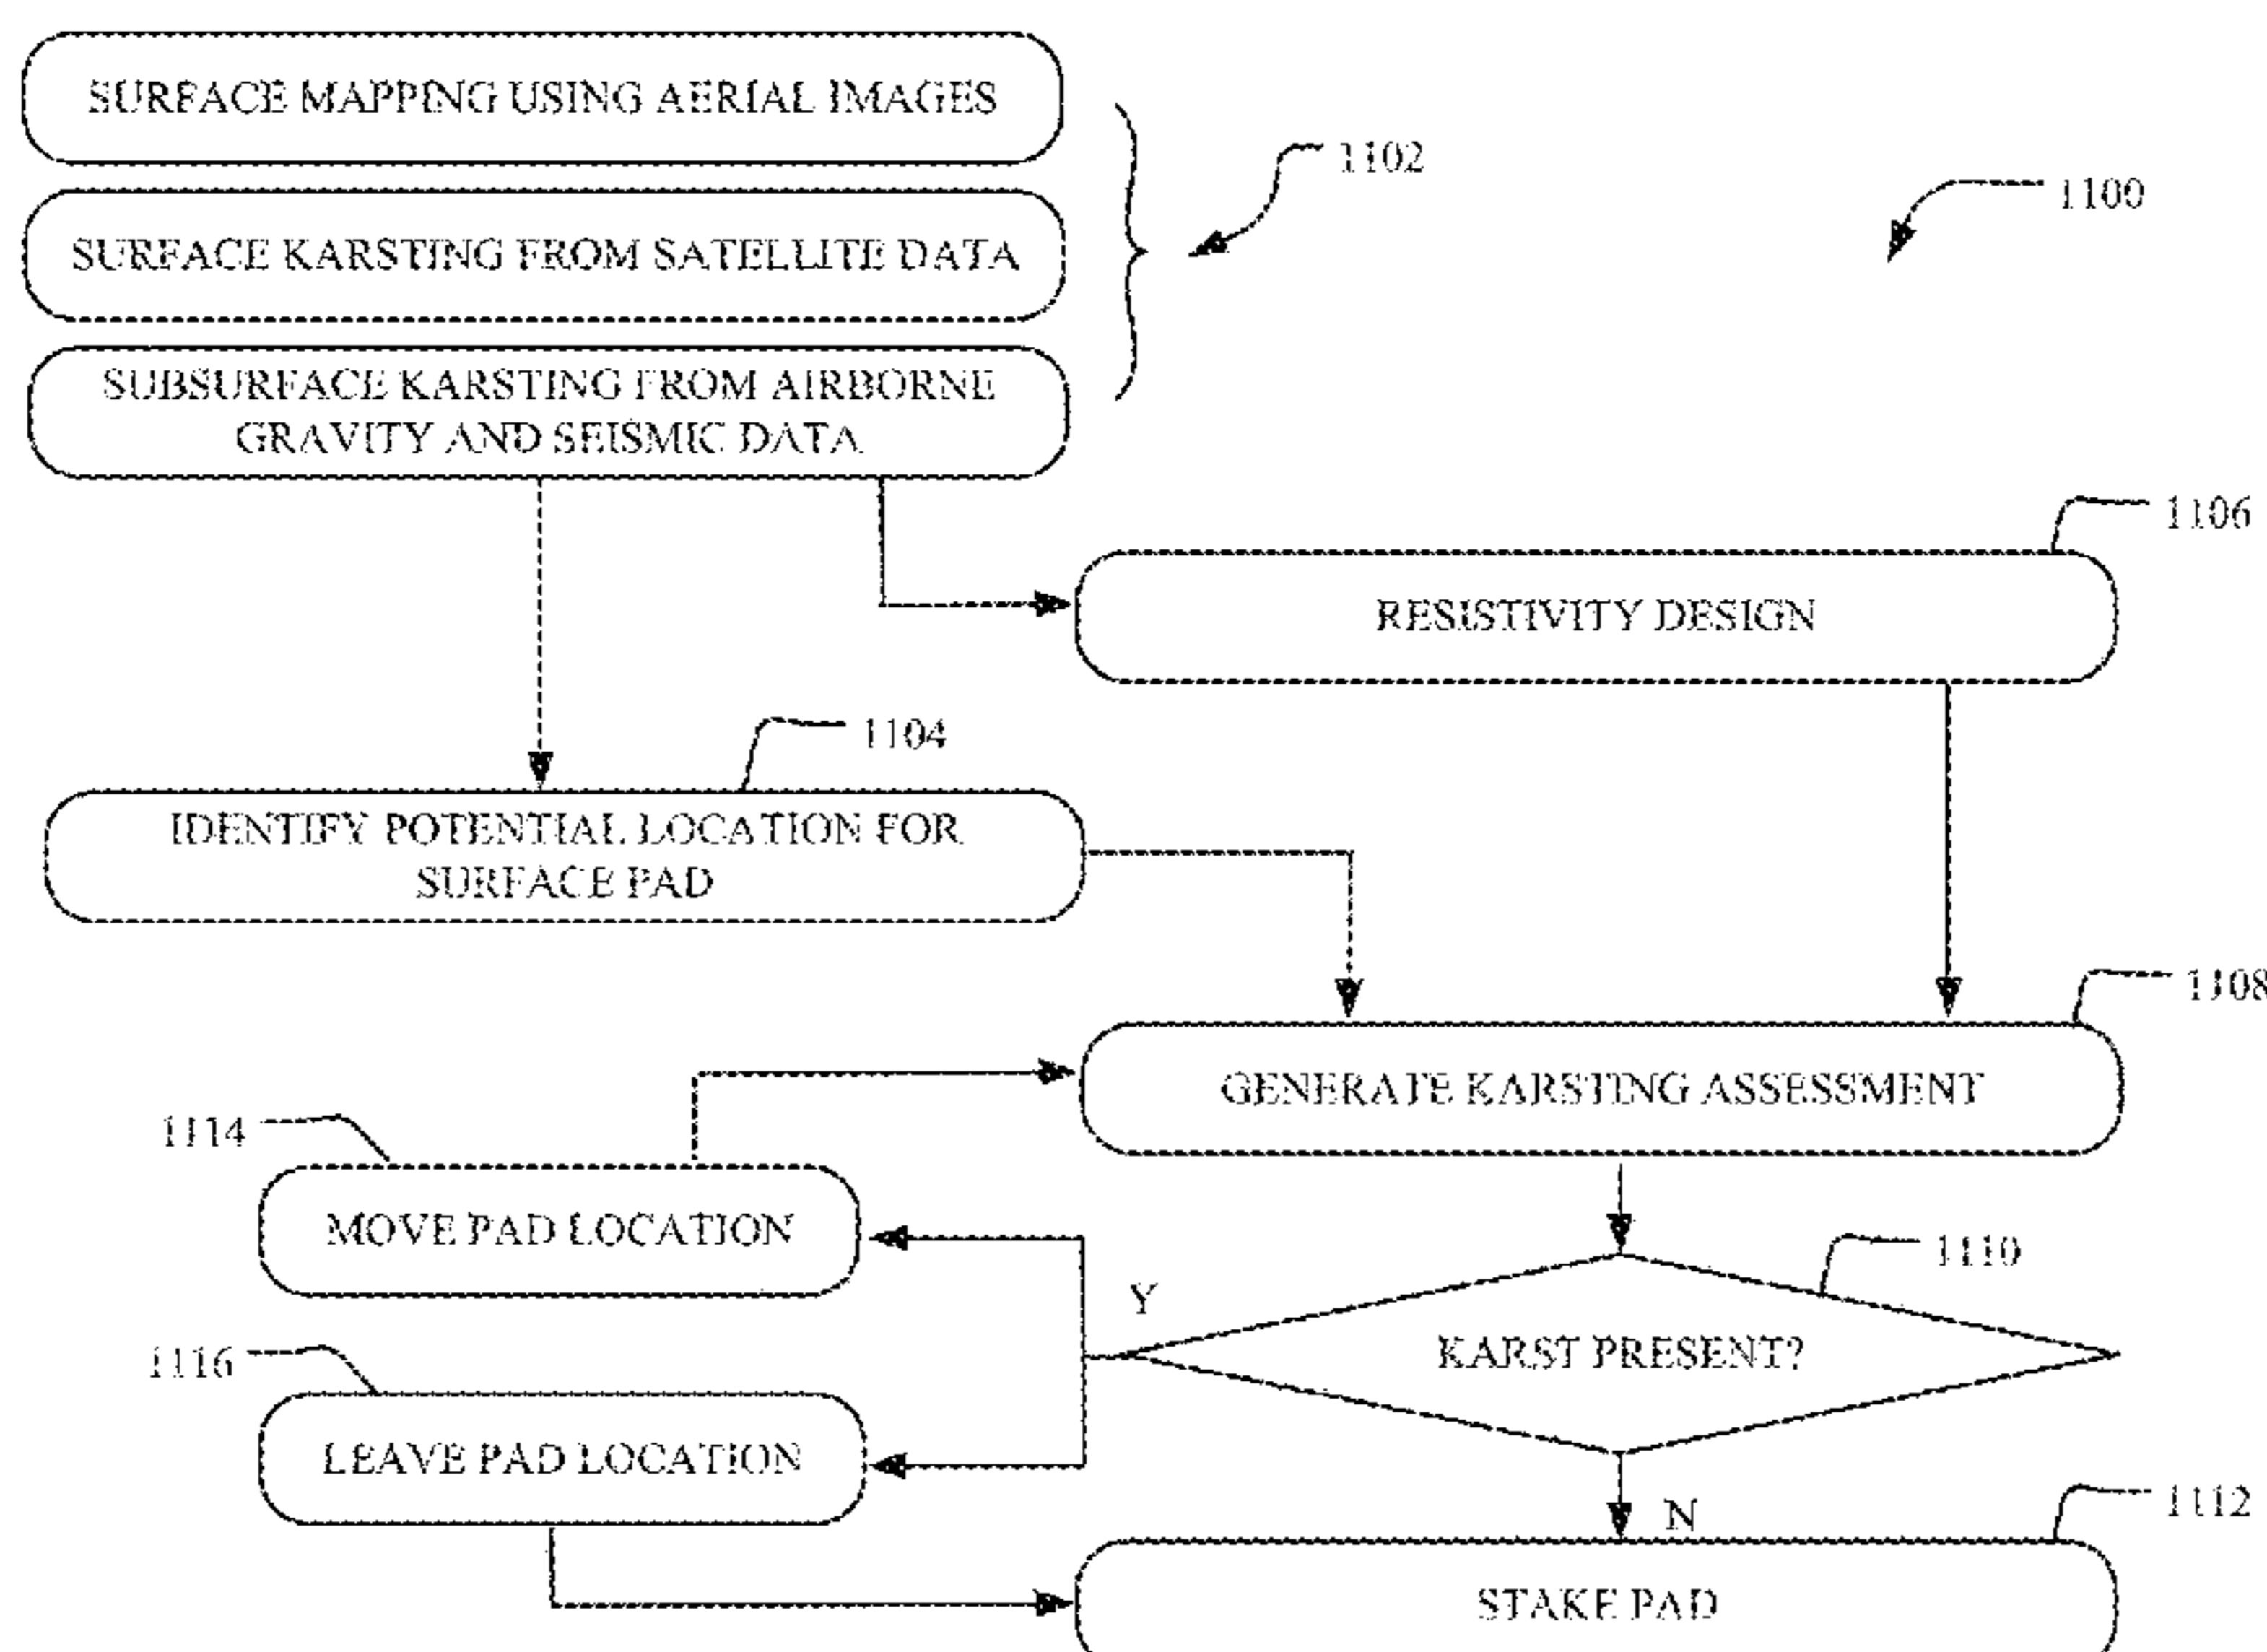 SURFACE MAPPING USING AERIAL IMAGES
1102
1100
SURFACE KARSTING FROM SATELLITE DATA
SUBSURFACE KARSTING FROM AIRBORNE
GRAVITY AND SEISMIC DATA
1106
RESISTIVITY DESIGN
1104
IDENTIFY POTENTIAL LOCATION FOR
SURFACE PAD
1108
GENERATE KARSTING ASSESSMENT
1114
MOVE PAD LOCATION
1110
Y
KARST PRESENT?
1116
LEAVE PAD LOCATION
N
1112
STAKE PAD